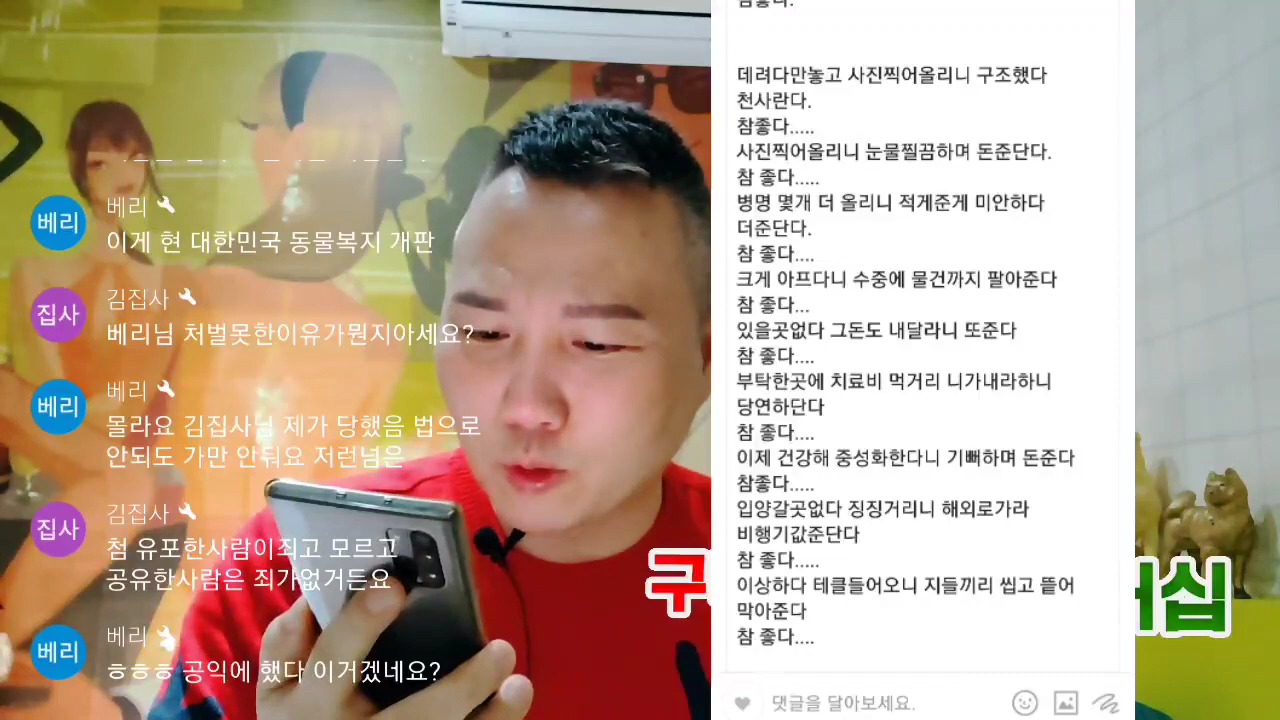 베리
베리
이게 현 대한민국 동물복지 개판
집사
김집사
베리님 처벌못한이유가뭔지아세요?
베리
베리
몰라요 김집사님 제가 당했음 법으로
안되도 가만 안둬요 저런넘은
집사
김집사
첨 유포한사람이죄고 모르고
공유한사람은 죄가없거든요
베리
베리
ㅎㅎㅎ 공익에 했다 이거겠네요?
참좋다.
데려다만놓고 사진찍어올리니 구조했다
천사란다.
참좋다.....
사진찍어올리니 눈물찔끔하며 돈준단다.
참 좋다.....
병명 몇개 더 올리니 적게준게 미안하다
더준단다.
참 좋다....
크게 아프다니 수중에 물건까지 팔아준다
참 좋다...
있을곳없다 그돈도 내달라니 또준다
참 좋다....
부탁한곳에 치료비 먹거리 니가내라하니
당연하단다
참 좋다....
이제 건강해 중성화한다니 기뻐하며 돈준다
참좋다.....
입양갈곳없다 징징거리니 해외로가라
비행기값준단다
참 좋다.....
이상하다 테클들어오니 지들끼리 씹고 뜯어
막아준다
참 좋다....
댓글을 달아보세요.
구
십